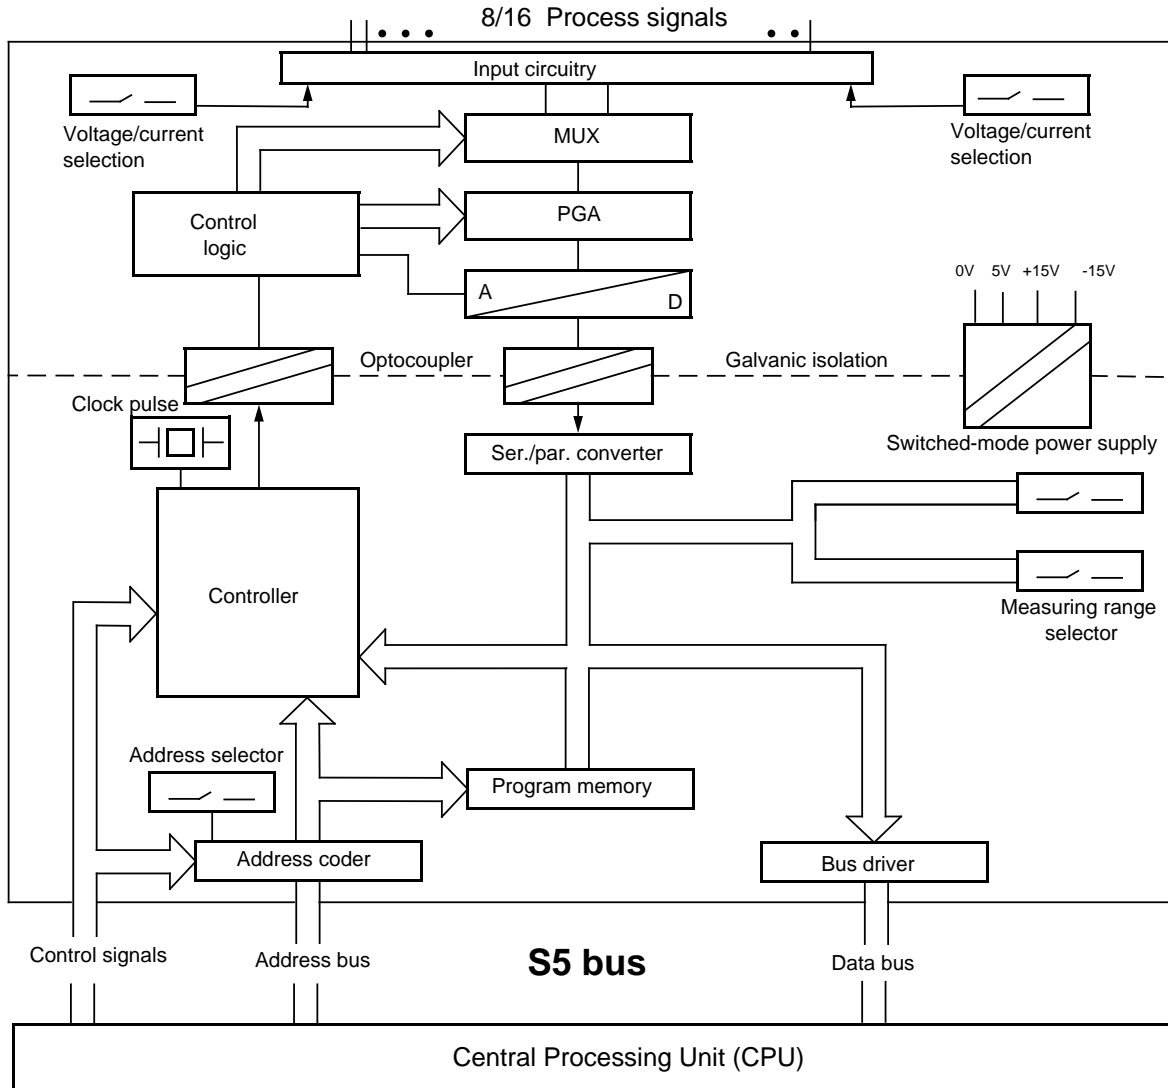 8/16 Process signals
Input circuitry
Voltage/current
selection
MUX
Voltage/current
selection
Control
logic
PGA
A
D
0V 5V +15V -15V
Optocoupler
Galvanic isolation
Clock pulse
Ser./par. converter
Switched-mode power supply
Controller
Measuring range
selector
Address selector
Program memory
Address coder
Bus driver
Control signals
Address bus
S5 bus
Data bus
Central Processing Unit (CPU)